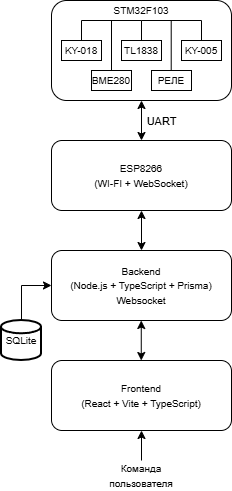 STM32F103
KY-018
TL1838
KY-005
BME280
РЕЛЕ
UART
ESP8266
(WI-FI + WebSocket)
Backend
(Node.js + TypeScript + Prisma)
Websocket
SQLite
Frontend
(React + Vite + TypeScript)
Команда
пользователя